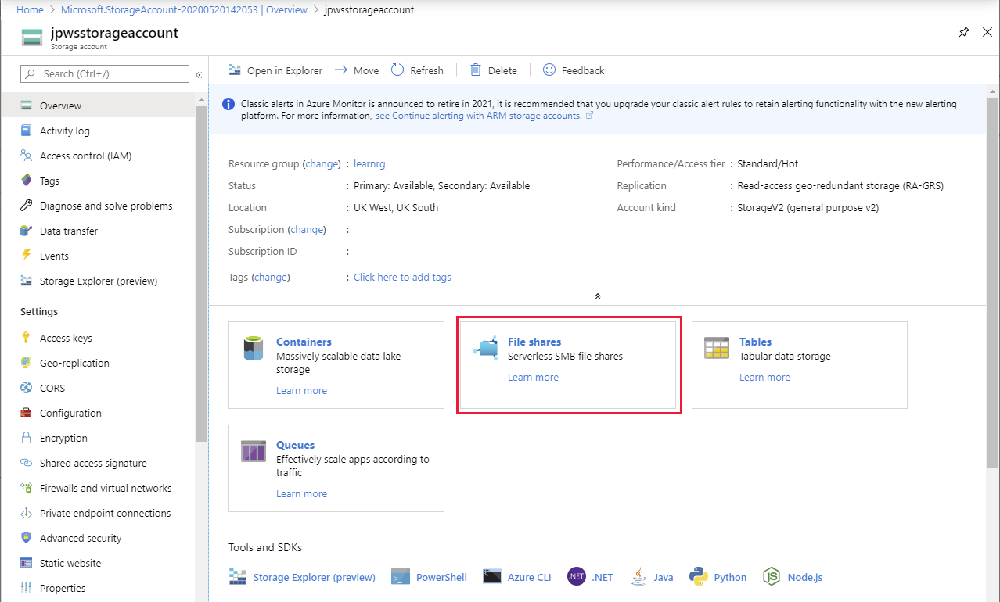 Home > Microsoft.StorageAccount-20200520142053 | Overview > jpwsstorageaccount
jpwsstorageaccount
Storage account
Search (Ctrl+/)
«
Overview
Activity log
Access control (IAM)
Tags
Diagnose and solve problems
Data transfer
Events
Storage Explorer (preview)
Settings
Access keys
Geo-replication
CORS
Configuration
Encryption
Shared access signature
Firewalls and virtual networks
Private endpoint connections
Advanced security
Static website
Properties
Open in Explorer Move Refresh Delete Feedback
Classic alerts in Azure Monitor is announced to retire in 2021, it is recommended that you upgrade your classic alert rules to retain alerting functionality with the new alerting
platform. For more information, see Continue alerting with ARM storage accounts.
Resource group (change) : learnrg
Status : Primary: Available, Secondary: Available
Location : UK West, UK South
Subscription (change) :
Subscription ID :
Tags (change) : Click here to add tags
Performance/Access tier : Standard/Hot
Replication : Read-access geo-redundant storage (RA-GRS)
Account kind : StorageV2 (general purpose v2)
Containers
Massively scalable data lake
storage
Learn more
File shares
Serverless SMB file shares
Learn more
Tables
Tabular data storage
Learn more
Queues
Effectively scale apps according to
traffic
Learn more
Tools and SDKs
Storage Explorer (preview) PowerShell Azure CLI NET .NET Java Python JS Node.js